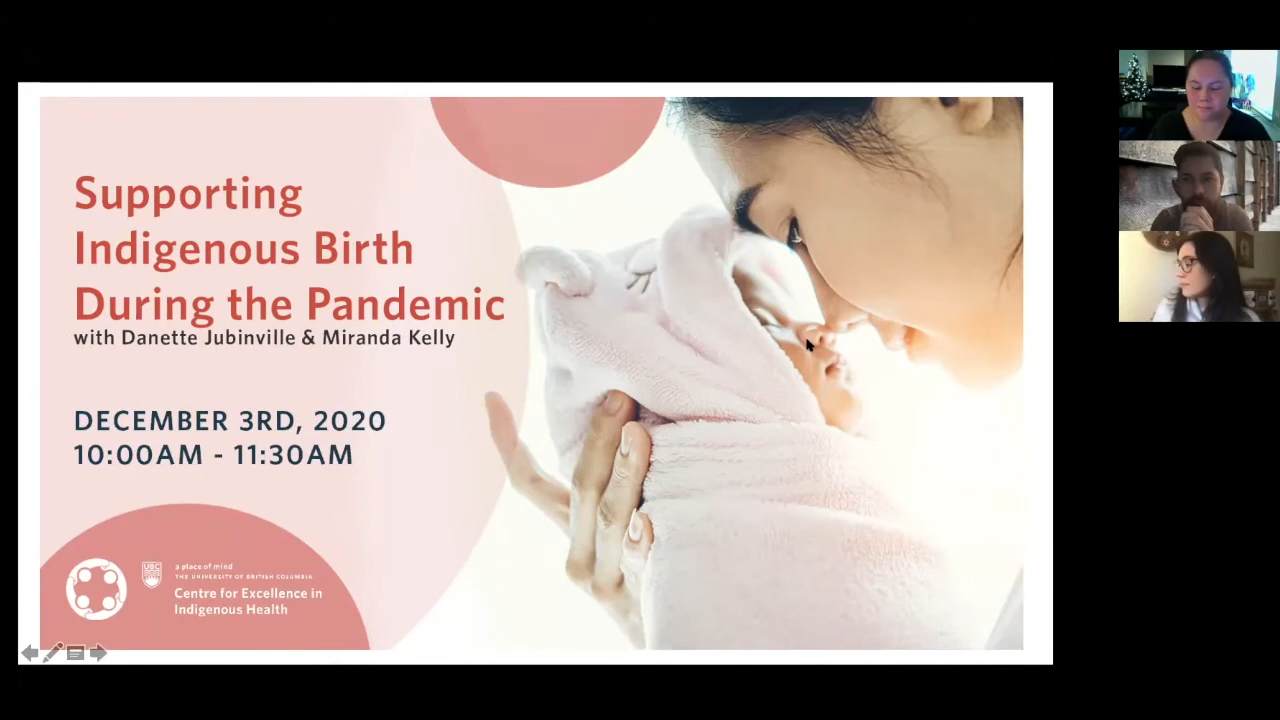 Supporting
Indigenous Birth
During the Pandemic
with Danette Jubinville & Miranda Kelly
DECEMBER 3RD, 2020
10:00AM - 11:30AM
UBC
a place of mind
THE UNIVERSITY OF BRITISH COLUMBIA
Centre for Excellence in
Indigenous Health